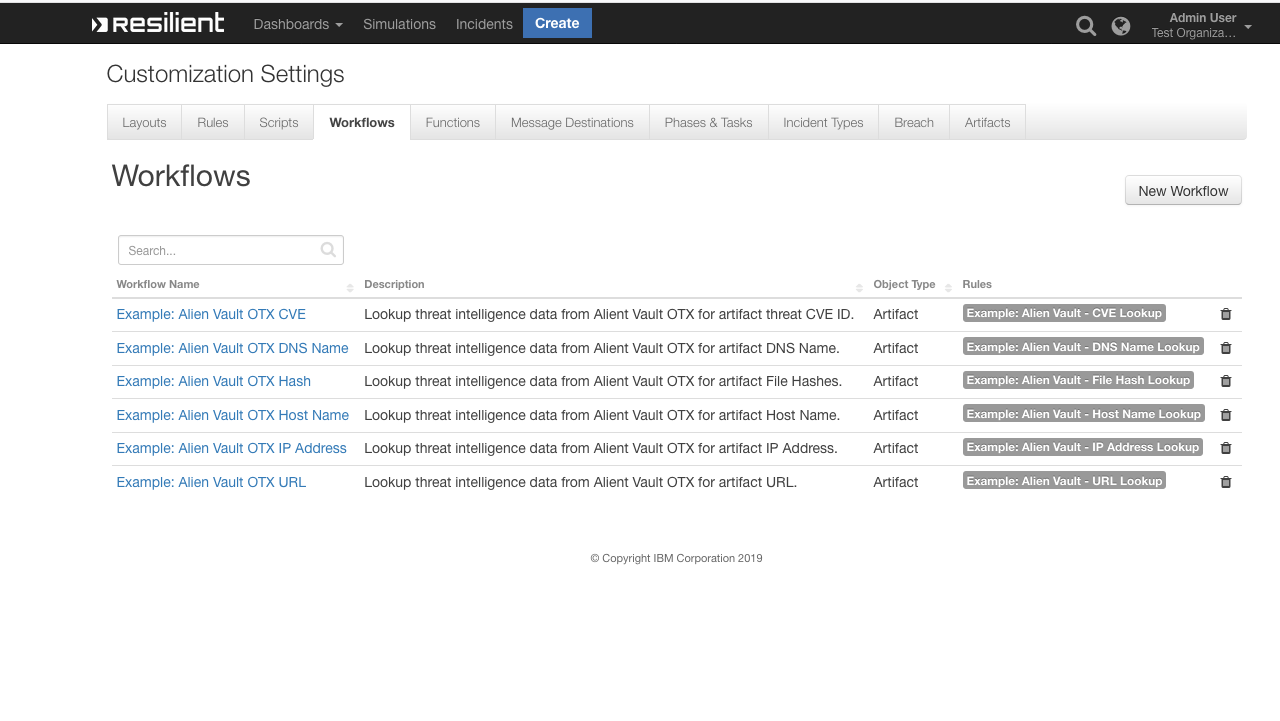 resilient Dashboards Simulations Incidents Create Admin User
Test Organiza...
Customization Settings
Layouts Rules Scripts Workflows Functions Message Destinations Phases & Tasks Incident Types Breach Artifacts
Workflows
New Workflow
Search...
Workflow Name Description Object Type Rules
Example: Alien Vault OTX CVE Lookup threat intelligence data from Alient Vault OTX for artifact threat CVE ID. Artifact Example: Alien Vault - CVE Lookup
Example: Alien Vault OTX DNS Name Lookup threat intelligence data from Alient Vault OTX for artifact DNS Name. Artifact Example: Alien Vault - DNS Name Lookup
Example: Alien Vault OTX Hash Lookup threat intelligence data from Alient Vault OTX for artifact File Hashes. Artifact Example: Alien Vault - File Hash Lookup
Example: Alien Vault OTX Host Name Lookup threat intelligence data from Alient Vault OTX for artifact Host Name. Artifact Example: Alien Vault - Host Name Lookup
Example: Alien Vault OTX IP Address Lookup threat intelligence data from Alient Vault OTX for artifact IP Address. Artifact Example: Alien Vault - IP Address Lookup
Example: Alien Vault OTX URL Lookup threat intelligence data from Alient Vault OTX for artifact URL. Artifact Example: Alien Vault - URL Lookup
© Copyright IBM Corporation 2019